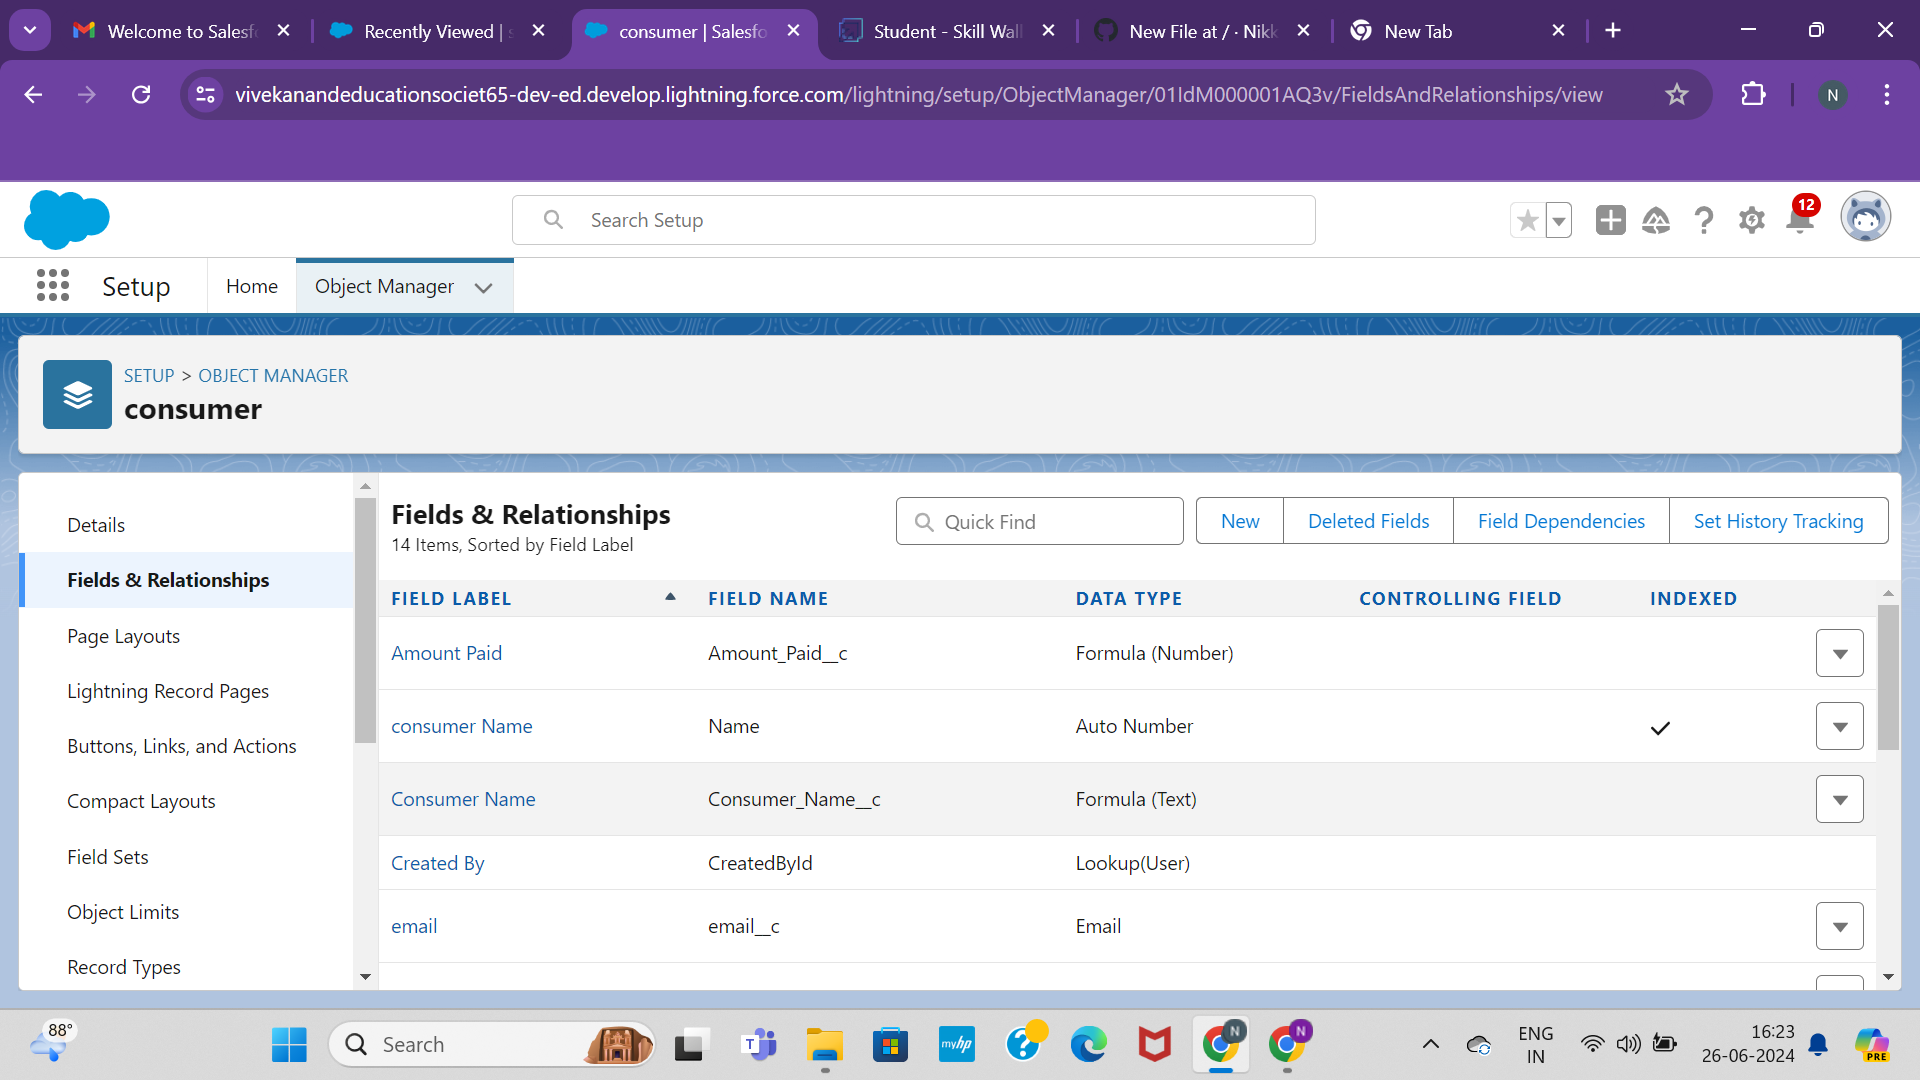 Welcome to Salesf
Recently Viewed | s
consumer | Salesfo
Student - Skill Wall
New File at / · Nikk
New Tab
vivekanandeducationsociet65-dev-ed.develop.lightning.force.com/lightning/setup/ObjectManager/01IdM000001AQ3v/FieldsAndRelationships/view
N
Search Setup
12
Setup
Home
Object Manager
SETUP > OBJECT MANAGER
consumer
Details
Fields & Relationships
Page Layouts
Lightning Record Pages
Buttons, Links, and Actions
Compact Layouts
Field Sets
Object Limits
Record Types
Fields & Relationships
14 Items, Sorted by Field Label
Quick Find
New
Deleted Fields
Field Dependencies
Set History Tracking
FIELD LABEL FIELD NAME DATA TYPE CONTROLLING FIELD INDEXED
Amount Paid Amount_Paid__c Formula (Number)
consumer Name Name Auto Number
Consumer Name Consumer_Name__c Formula (Text)
Created By CreatedById Lookup(User)
email email__c Email
88°
Search
T
myhp
?
N
N
ENG
IN
16:23
26-06-2024
PRE